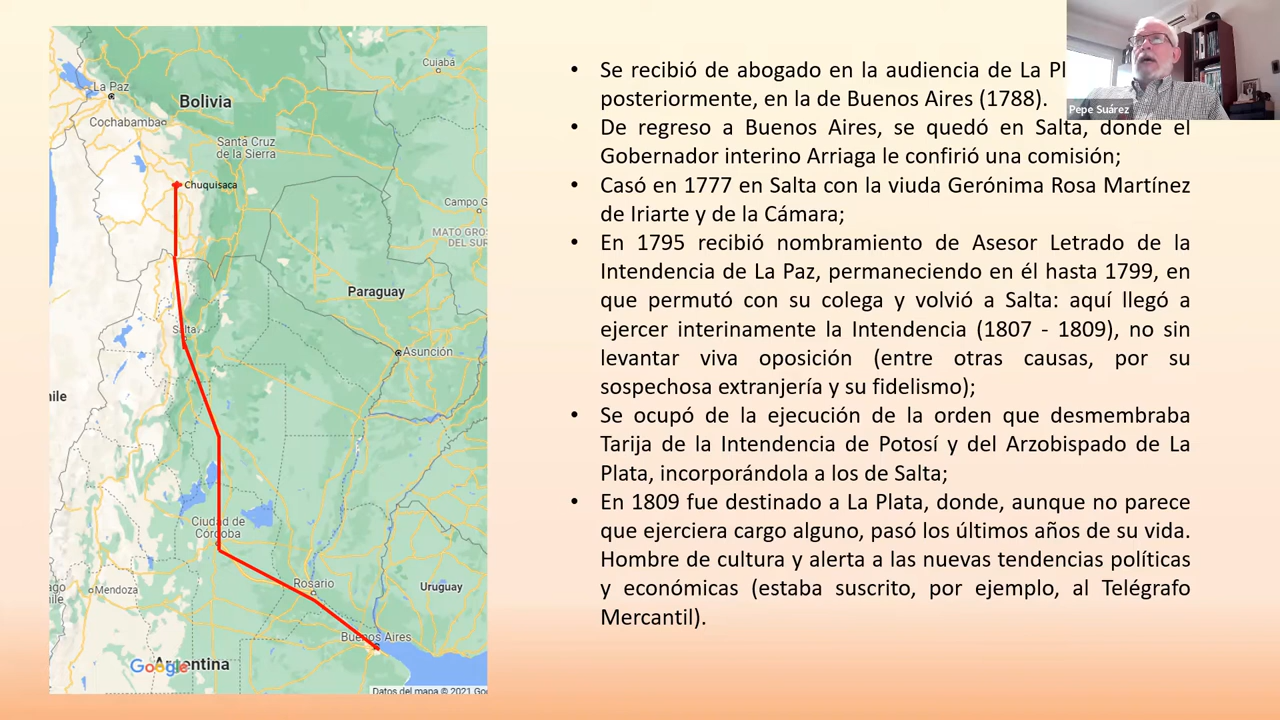 Cuiabá
La Paz
Bolivia
Cochabamba
Santa Cruz
de la Sierra
Chuquisaca
Campo G
MATO GROS
DEL SUR
Paraguay
Salta
Asunción
hile
Ciudad de
Córdoba
Rosario
Mendoza
Uruguay
ago
hile
Buenos Aires
Argentina
Google
Datos del mapa © 2021 Goo
• Se recibió de abogado en la audiencia de La Pl
posteriormente, en la de Buenos Aires (1788).
• De regreso a Buenos Aires, se quedó en Salta, donde el
Gobernador interino Arriaga le confirió una comisión;
• Casó en 1777 en Salta con la viuda Gerónima Rosa Martínez
de Iriarte y de la Cámara;
• En 1795 recibió nombramiento de Asesor Letrado de la
Intendencia de La Paz, permaneciendo en él hasta 1799, en
que permutó con su colega y volvió a Salta: aquí llegó a
ejercer interinamente la Intendencia (1807 - 1809), no sin
levantar viva oposición (entre otras causas, por su
sospechosa extranjería y su fidelismo);
• Se ocupó de la ejecución de la orden que desmembraba
Tarija de la Intendencia de Potosí y del Arzobispado de La
Plata, incorporándola a los de Salta;
• En 1809 fue destinado a La Plata, donde, aunque no parece
que ejerciera cargo alguno, pasó los últimos años de su vida.
Hombre de cultura y alerta a las nuevas tendencias políticas
y económicas (estaba suscrito, por ejemplo, al Telégrafo
Mercantil).
Pepe Suárez